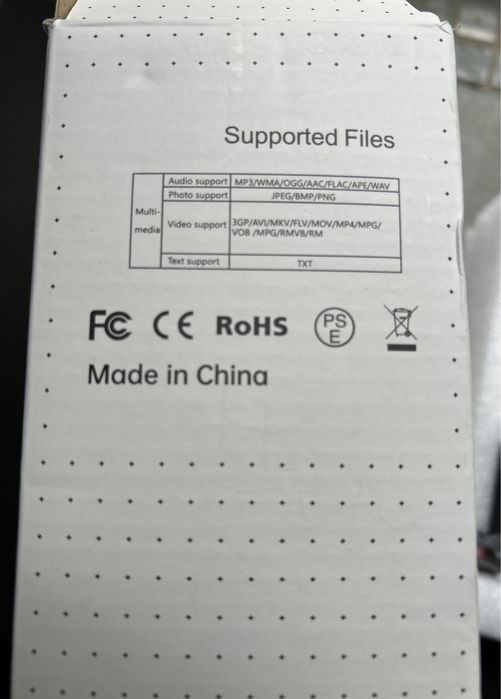 Supported Files
Multi-media
Audio support MP3/WMA/OGG/AAC/FLAC/APE/WAV
Photo support JPEG/BMP/PNG
Video support 3GP/AVI/MKV/FLV/MOV/MP4/MPG/
VOB /MPG/RMVB/RM
Text support TXT
FC CE RoHS PS
E
Made in China